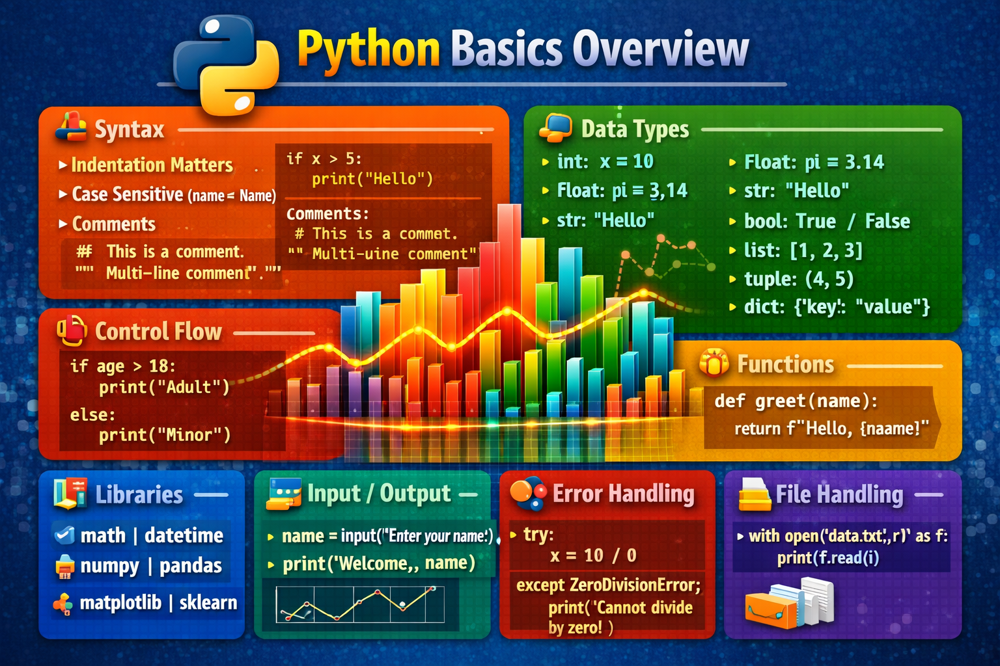 Python Basics Overview
Syntax
▸ Indentation Matters
▸ Case Sensitive (name = Name)
▸ Comments
## This is a comment.
"""" Multi-line comment".""
if x > 5:
print("Hello")
Comments:
# This is a commet.
"" Multi-uine comment"
Data Types
▸ int: x = 10
▸ Float: pi ≡ 3,14
▸ str: "Hello"
▸ Float: pi = 3.14
▸ str: "Hello"
▸ bool: True / False
▸ list: [1, 2, 3]
▸ tuple: (4, 5)
▸ dict: {'key': "value"}
Control Flow
if age > 18:
print("Adult")
else:
print("Minor")
Functions
def greet(name):
return f"Hello, {naame!"
Libraries
math | datetime
numpy | pandas
matplotlib | sklearn
Input / Output
▸ name = input('"Enter your name:')
▸ print('Welcome,, name)
Error Handling
▸ try:
x = 10 / 0
except ZeroDivisionError;
print('"Cannot divide
by zero! )
File Handling
▸ with open('data.txt',,r)' as f:
print(f.read(i)